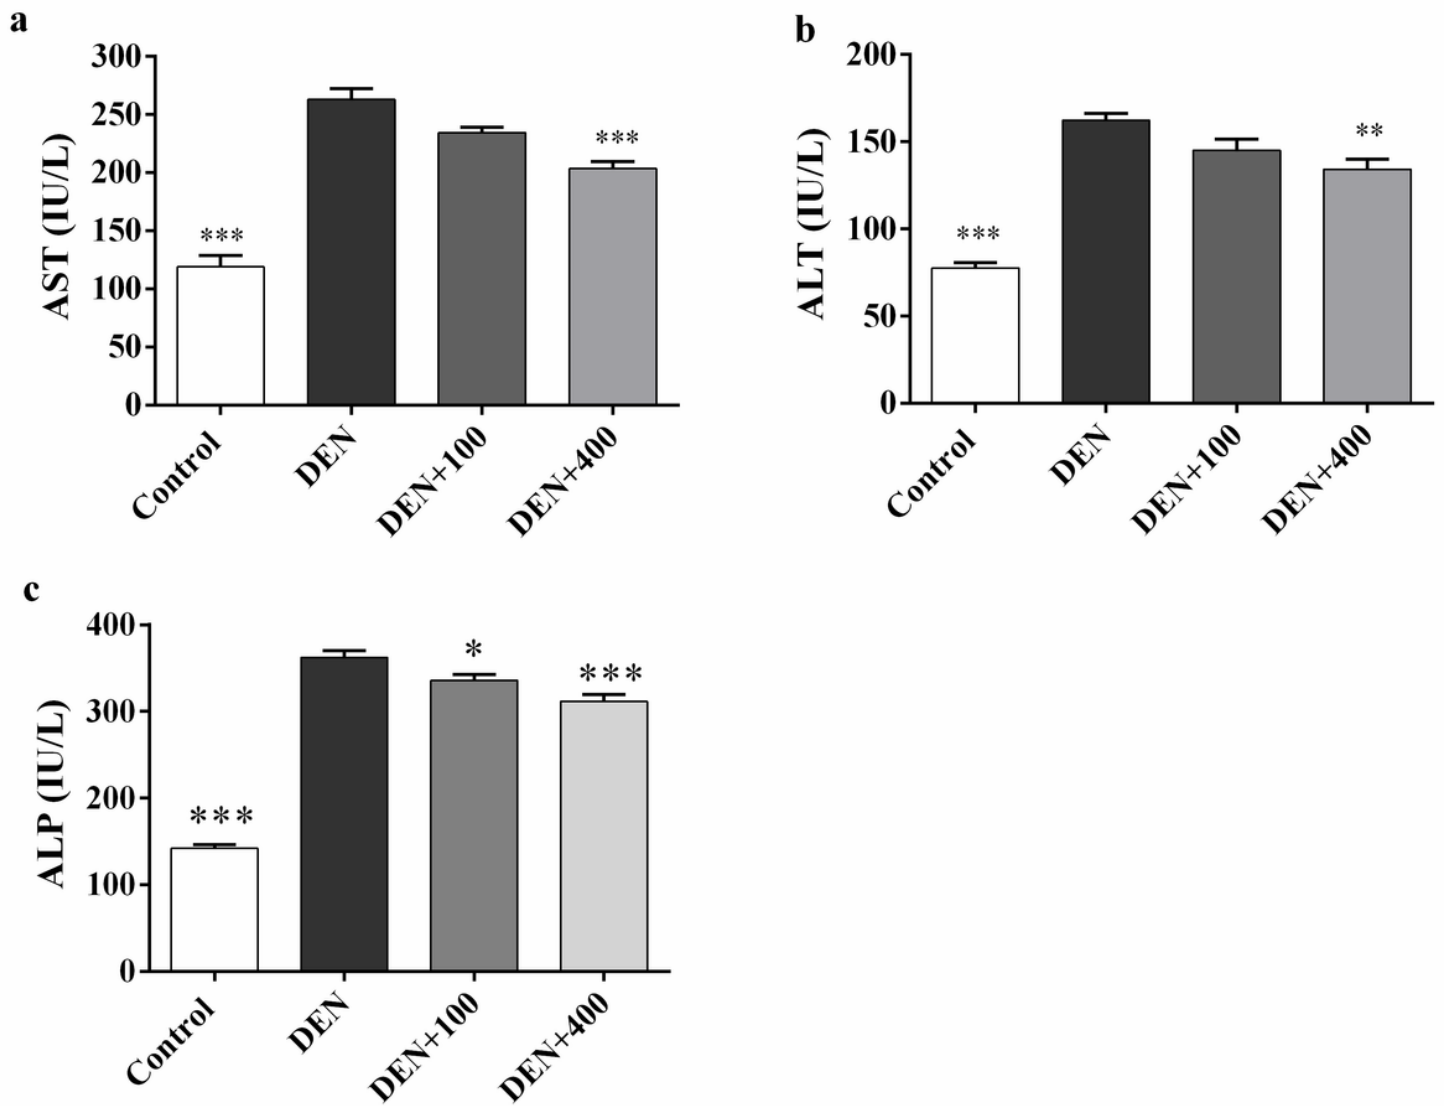 a
300
250
200
150
100
50
0
AST (IU/L)
***
***
Control
DEN
DEN+100
DEN+400
b
200
150
100
50
0
ALT (IU/L)
***
**
Control
DEN
DEN+100
DEN+400
c
400
300
200
100
0
ALP (IU/L)
***
*
***
Control
DEN
DEN+100
DEN+400